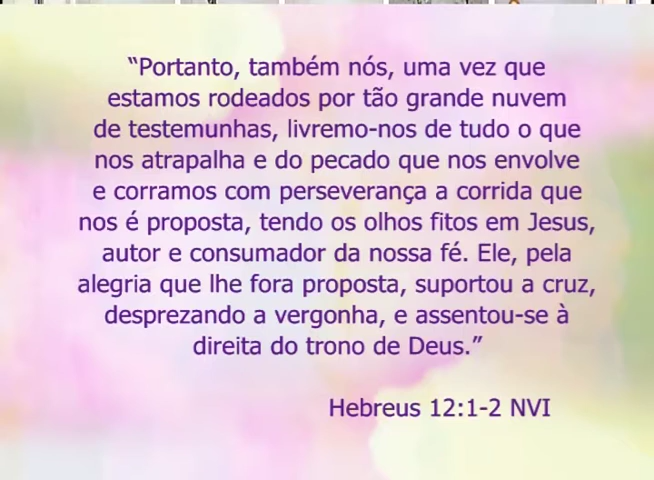 “Portanto, também nós, uma vez que
estamos rodeados por tão grande nuvem
de testemunhas, livremo-nos de tudo o que
nos atrapalha e do pecado que nos envolve
e corramos com perseverança a corrida que
nos é proposta, tendo os olhos fitos em Jesus,
autor e consumador da nossa fé. Ele, pela
alegria que lhe fora proposta, suportou a cruz,
desprezando a vergonha, e assentou-se à
direita do trono de Deus.”
Hebreus 12:1-2 NVI